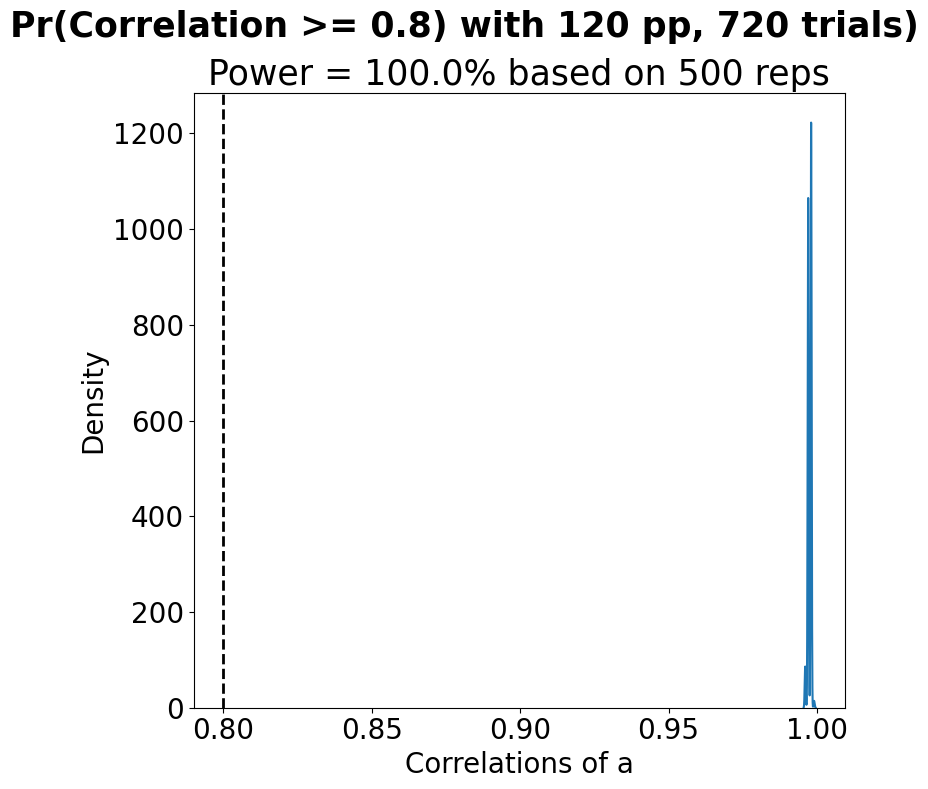 Pr(Correlation >= 0.8) with 120 pp, 720 trials)
Power = 100.0% based on 500 reps
1200
1000
800
600
400
200
0
Density
0.80 0.85 0.90 0.95 1.00
Correlations of a